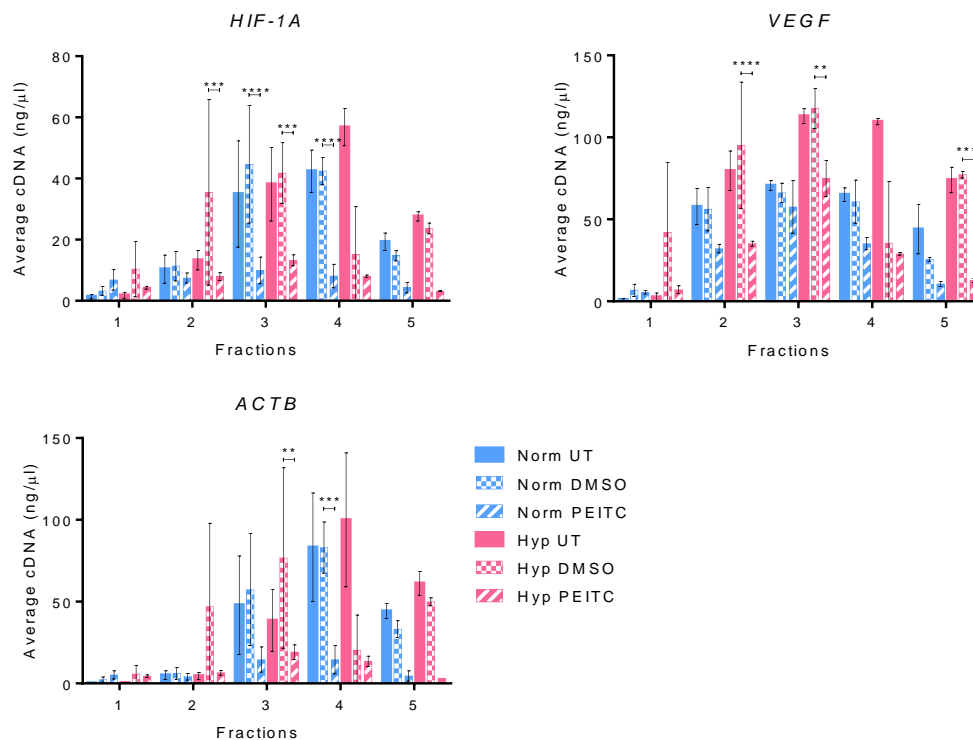 HIF-1A
Average cDNA (ng/µl)
80
60
40
20
0
*** **** *** ****
1 2 3 4 5
Fractions
VEGF
Average cDNA (ng/µl)
150
100
50
0
**** **
1 2 3 4 5
Fractions
ACTB
Average cDNA (ng/µl)
150
100
50
0
** ***
1 2 3 4 5
Fractions
Norm UT
Norm DMSO
Norm PEITC
Hyp UT
Hyp DMSO
Hyp PEITC